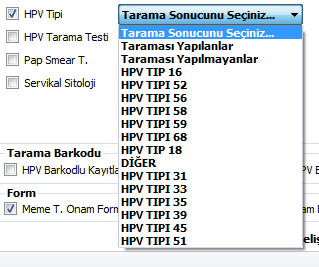 HPV Tipi
Tarama Sonucunu Seçiniz...
HPV Tarama Testi
Pap Smear T.
Servikal Sitoloji
Tarama Sonucunu Seçiniz...
Taraması Yapılanlar
Taraması Yapılmayanlar
HPV TIP 16
HPV TIPI 52
HPV TIPI 56
HPV TIPI 58
HPV TIPI 59
HPV TIPI 68
HPV TIP 18
DİĞER
HPV TIPI 31
HPV TIPI 33
HPV TIPI 35
HPV TIPI 39
HPV TIPI 45
HPV TIPI 51
Tarama Barkodu
HPV Barkodlu Kayıtla
Form
Meme T. Onam Form